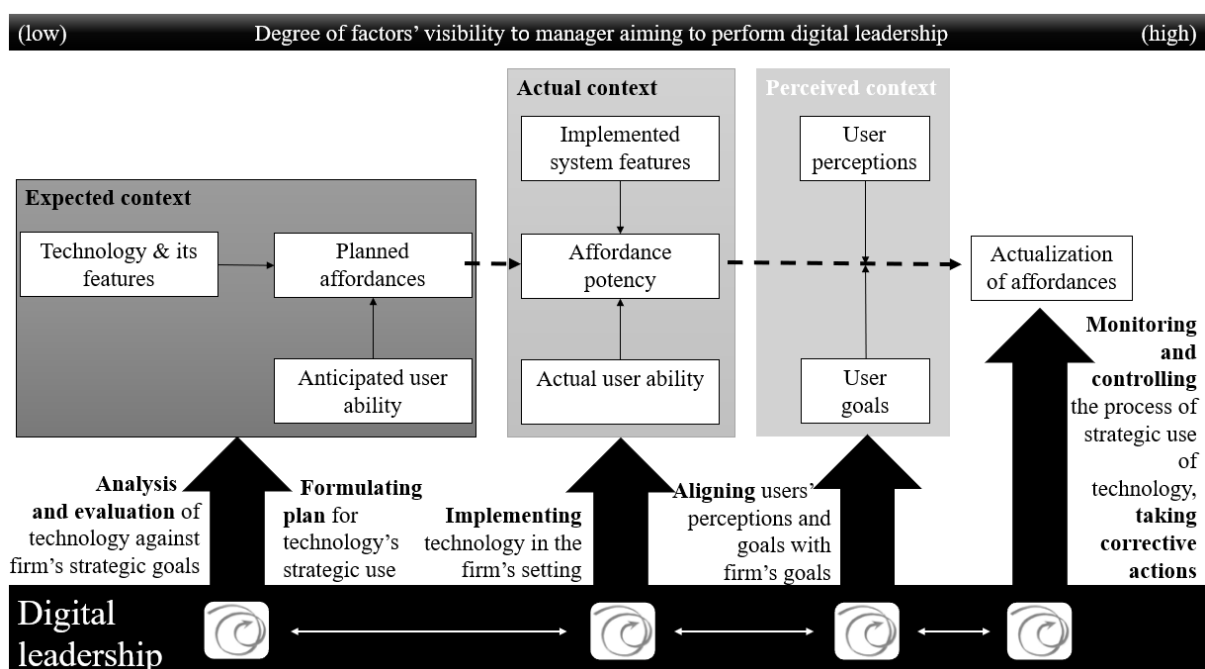 (low) Degree of factors’ visibility to manager aiming to perform digital leadership (high)
Expected context
Technology & its
features
Planned
affordances
Anticipated user
ability
Actual context
Implemented
system features
Affordance
potency
Actual user ability
Perceived context
User
perceptions
User
goals
Actualization
of affordances
Analysis
and evaluation of
technology against
firm’s strategic goals
Formulating
plan for
technology’s
strategic use
Implementing
technology in the
firm’s setting
Aligning users’
perceptions and
goals with
firm’s goals
Monitoring
and
controlling
the process of
strategic use
of
technology,
taking
corrective
actions
Digital
leadership